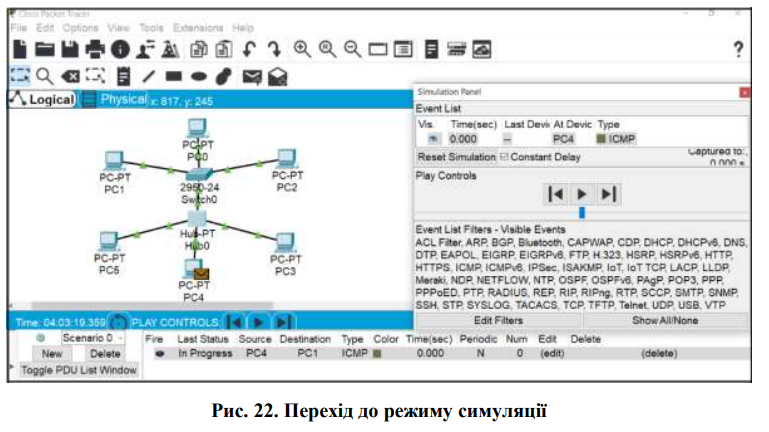 Cisco Packet Tracer
File Edit Options View Tools Extensions Help
?
Logical Physical x: 817, y: 245
PC-PT
PC0
PC-PT
PC1
PC-PT
PC2
2950-24
Switch0
Hub-PT
Hub0
PC-PT
PC5
PC-PT
PC3
PC-PT
PC4
Simulation Panel
Event List
Vis. Time(sec) Last Devic At Devic Type
0.000 -- PC4 ICMP
Reset Simulation Constant Delay Captured to:
0.000 s
Play Controls
Event List Filters - Visible Events
ACL Filter, ARP, BGP, Bluetooth, CAPWAP, CDP, DHCP, DHCPv6, DNS,
DTP, EAPOL, EIGRP, EIGRPv6, FTP, H.323, HSRP, HSRPv6, HTTP,
HTTPS, ICMP, ICMPv6, IPSec, ISAKMP, IoT, IoT TCP, LACP, LLDP,
Meraki, NDP, NETFLOW, NTP, OSPF, OSPFv6, PAgP, POP3, PPP,
PPPoED, PTP, RADIUS, REP, RIP, RIPng, RTP, SCCP, SMTP, SNMP,
SSH, STP, SYSLOG, TACACS, TCP, TFTP, Telnet, UDP, USB, VTP
Edit Filters Show All/None
Time: 04:03:19.359 PLAY CONTROLS:
Scenario 0 Fire Last Status Source Destination Type Color Time(sec) Periodic Num Edit Delete
New Delete In Progress PC4 PC1 ICMP 0.000 N 0 (edit) (delete)
Toggle PDU List Window
Рис. 22. Перехід до режиму симуляції